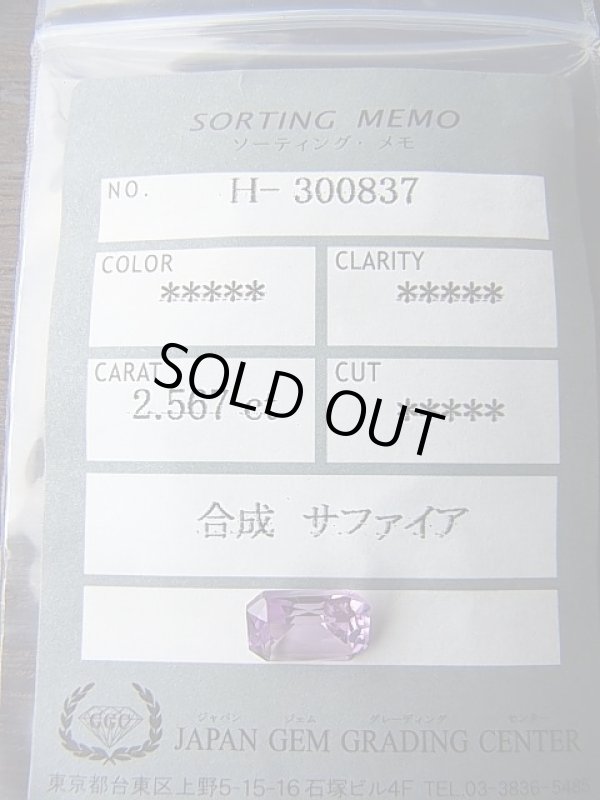 SORTING MEMO
ソーティング・メモ
NO. H-300837
COLOR
*****
CLARITY
*****
CARAT
2.567 ct
CUT
*****
SOLD OUT
合成 サファイア
GGC
ジャパン ジェム グレーディング センター
JAPAN GEM GRADING CENTER
東京都台東区上野5-15-16 石塚ビル4F TEL.03-3836-5485